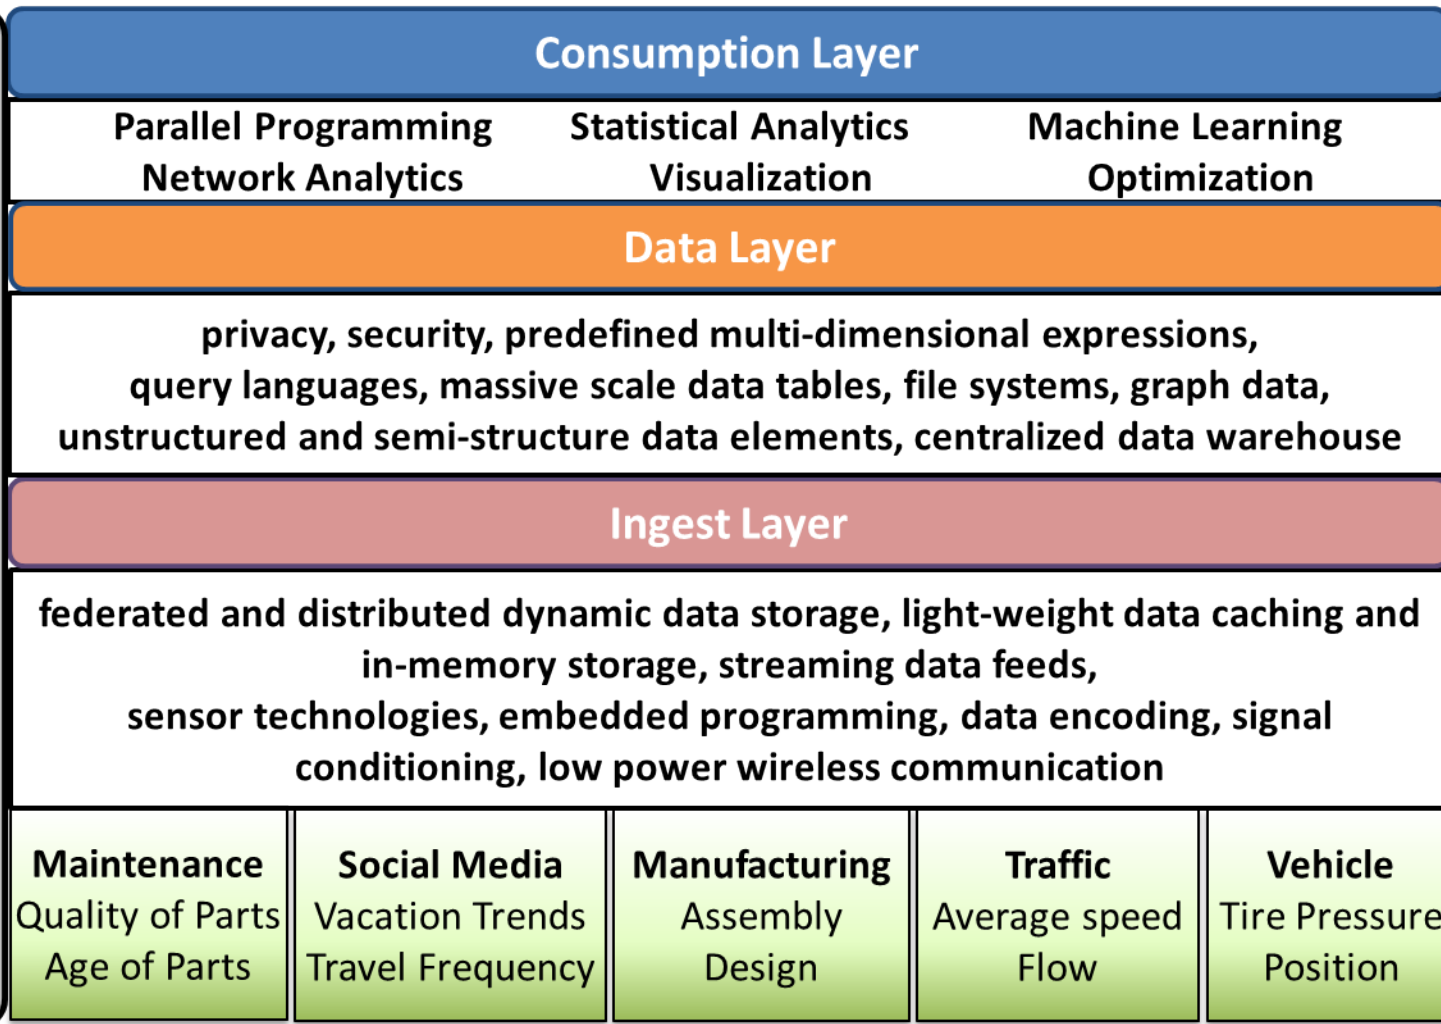 Consumption Layer
Parallel Programming Statistical Analytics Machine Learning
Network Analytics Visualization Optimization
Data Layer
privacy, security, predefined multi-dimensional expressions,
query languages, massive scale data tables, file systems, graph data,
unstructured and semi-structure data elements, centralized data warehouse
Ingest Layer
federated and distributed dynamic data storage, light-weight data caching and
in-memory storage, streaming data feeds,
sensor technologies, embedded programming, data encoding, signal
conditioning, low power wireless communication
Maintenance
Quality of Parts
Age of Parts
Social Media
Vacation Trends
Travel Frequency
Manufacturing
Assembly
Design
Traffic
Average speed
Flow
Vehicle
Tire Pressure
Position